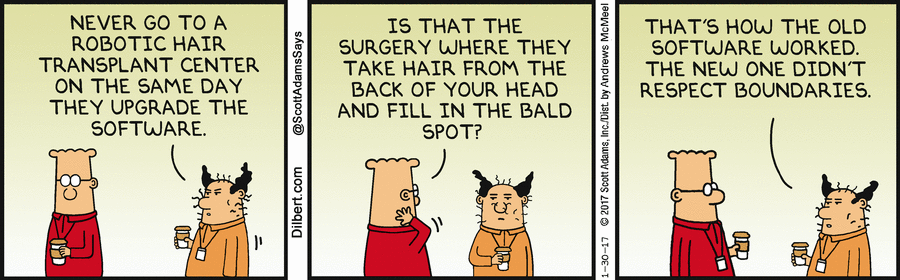 NEVER GO TO A
ROBOTIC HAIR
TRANSPLANT CENTER
ON THE SAME DAY
THEY UPGRADE THE
SOFTWARE.
Dilbert.com @ScottAdamsSays
IS THAT THE
SURGERY WHERE THEY
TAKE HAIR FROM THE
BACK OF YOUR HEAD
AND FILL IN THE BALD
SPOT?
1-30-17 © 2017 Scott Adams, Inc./Dist. by Andrews McMeel
THAT'S HOW THE OLD
SOFTWARE WORKED.
THE NEW ONE DIDN'T
RESPECT BOUNDARIES.